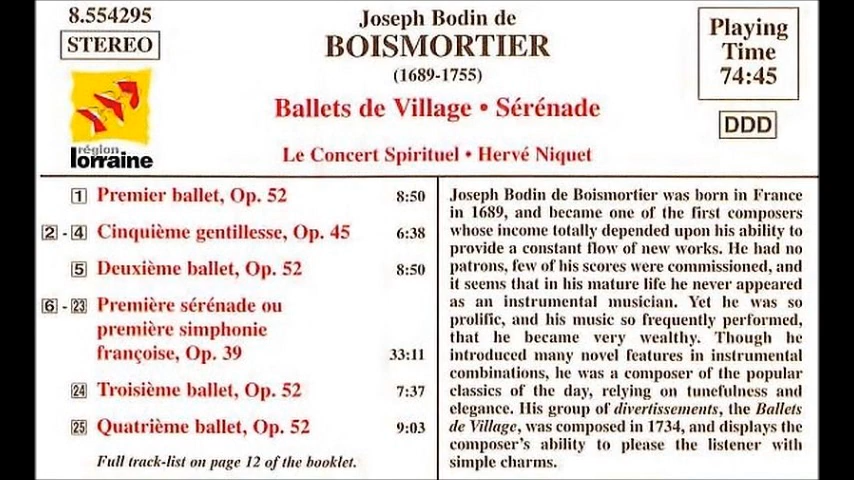 8.554295
STEREO
région
lorraine
Joseph Bodin de
BOISMORTIER
(1689-1755)
Ballets de Village • Sérénade
Le Concert Spirituel • Hervé Niquet
Playing
Time
74:45
DDD
1 Premier ballet, Op. 52 8:50
2 - 4 Cinquième gentillesse, Op. 45 6:38
5 Deuxième ballet, Op. 52 8:50
6 - 23 Première sérénade ou
première simphonie
françoise, Op. 39 33:11
24 Troisième ballet, Op. 52 7:37
25 Quatrième ballet, Op. 52 9:03
Full track-list on page 12 of the booklet.
Joseph Bodin de Boismortier was born in France
in 1689, and became one of the first composers
whose income totally depended upon his ability to
provide a constant flow of new works. He had no
patrons, few of his scores were commissioned, and
it seems that in his mature life he never appeared
as an instrumental musician. Yet he was so
prolific, and his music so frequently performed,
that he became very wealthy. Though he
introduced many novel features in instrumental
combinations, he was a composer of the popular
classics of the day, relying on tunefulness and
elegance. His group of divertissements, the Ballets
de Village, was composed in 1734, and displays the
composer's ability to please the listener with
simple charms.